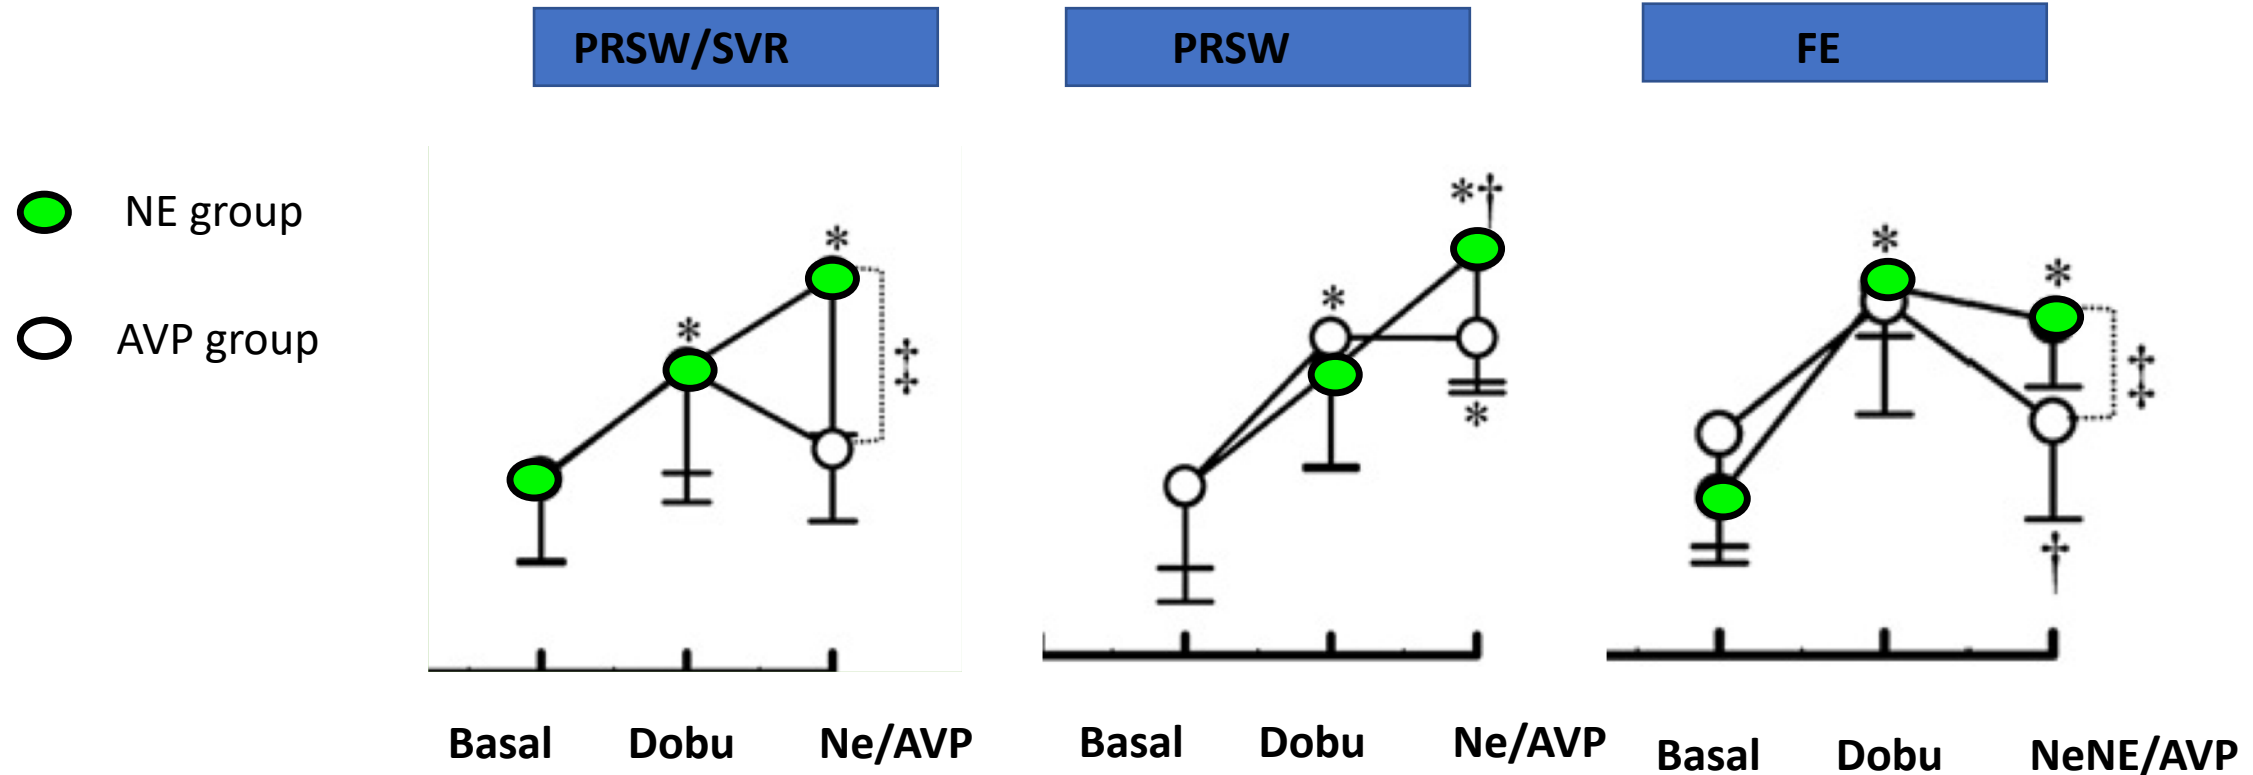 PRSW/SVR
PRSW
FE
NE group
AVP group
*
*
‡
*
*†
*
*
*
‡
†
Basal Dobu Ne/AVP
Basal Dobu Ne/AVP
Basal Dobu NeNE/AVP